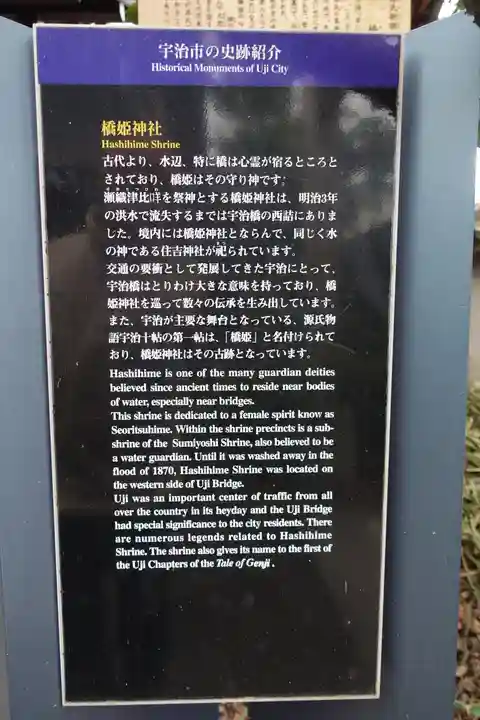 宇治市の史跡紹介
Historical Monuments of Uji City
橋姫神社
Hashihime Shrine
古代より、水辺、特に橋は心霊が宿るところと
されており、橋姫はその守り神です。
瀬織津比咩を祭神とする橋姫神社は、明治3年
の洪水で流失するまでは宇治橋の西詰にありま
した。境内には橋姫神社とならんで、同じく水
の神である住吉神社が祀られています。
交通の要衝として発展してきた宇治にとって、
宇治橋はとりわけ大きな意味を持っており、橋
姫神社を巡って数々の伝承を生み出しています。
また、宇治が主要な舞台となっている、源氏物
語宇治十帖の第一帖は、「橋姫」と名付けられて
おり、橋姫神社はその古跡となっています。
Hashihime is one of the many guardian deities
believed since ancient times to reside near bodies
of water, especially near bridges.
This shrine is dedicated to a female spirit know as
Seoritsuhime. Within the shrine precincts is a sub-
shrine of the Sumiyoshi Shrine, also believed to be
a water guardian. Until it was washed away in the
flood of 1870, Hashihime Shrine was located on
the western side of Uji Bridge.
Uji was an important center of traffic from all
over the country in its heyday and the Uji Bridge
had special significance to the city residents. There
are numerous legends related to Hashihime
Shrine. The shrine also gives its name to the first of
the Uji Chapters of the Tale of Genji .